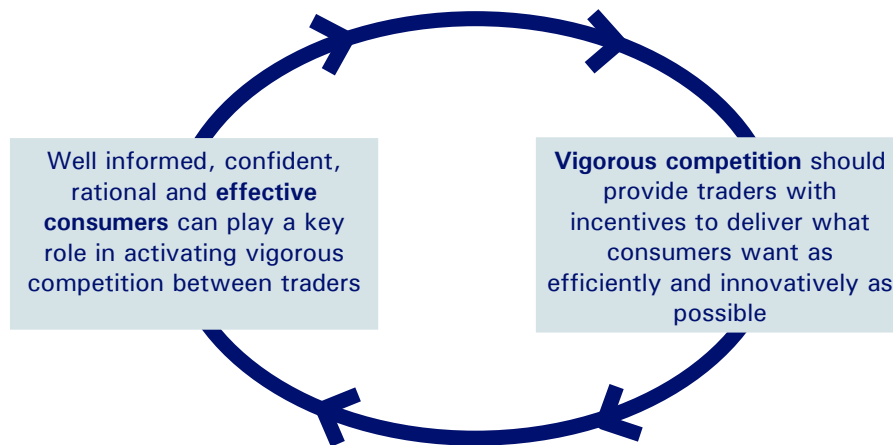 Well informed, confident,
rational and effective
consumers can play a key
role in activating vigorous
competition between traders
Vigorous competition should
provide traders with
incentives to deliver what
consumers want as
efficiently and innovatively as
possible